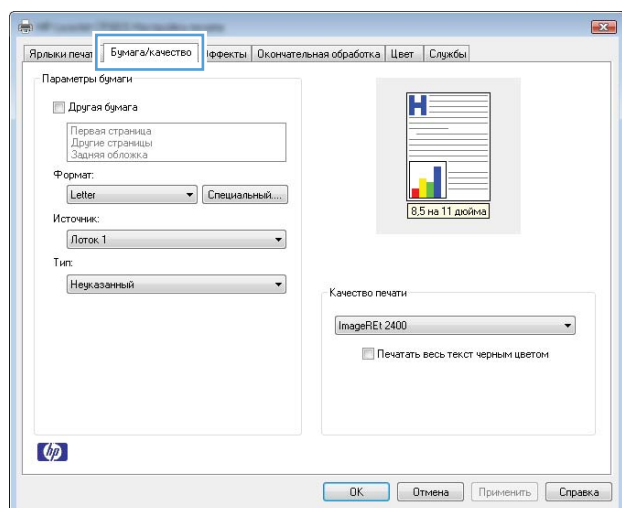 Ярлыки печат
Бумага/качество
ффекты
Окончательная обработка
Цвет
Службы
Параметры бумаги
Другая бумага
Первая страница
Другие страницы
Задняя обложка
Формат:
Letter
Специальный....
Источник:
Лоток 1
Тип:
Неуказанный
H
8,5 на 11 дюйма
Качество печати
ImageREt 2400
Печатать весь текст черным цветом
hp
OK
Отмена
Применить
Справка